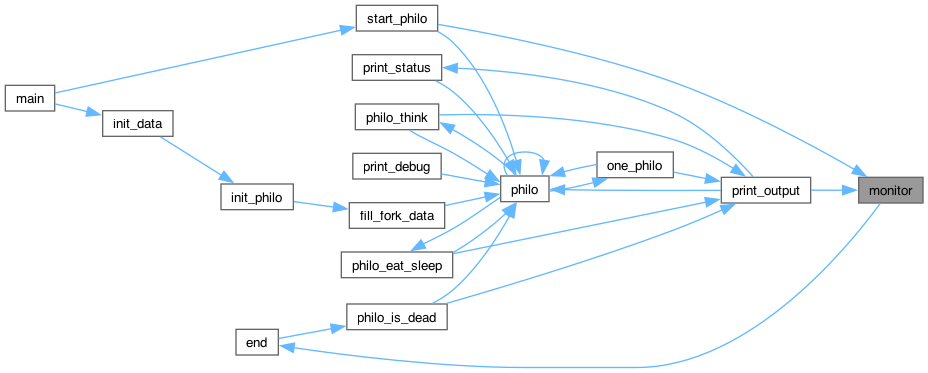 start_philo
print_status
main
philo_think
init_data
print_debug
one_philo
philo
print_output
monitor
init_philo
fill_fork_data
philo_eat_sleep
philo_is_dead
end